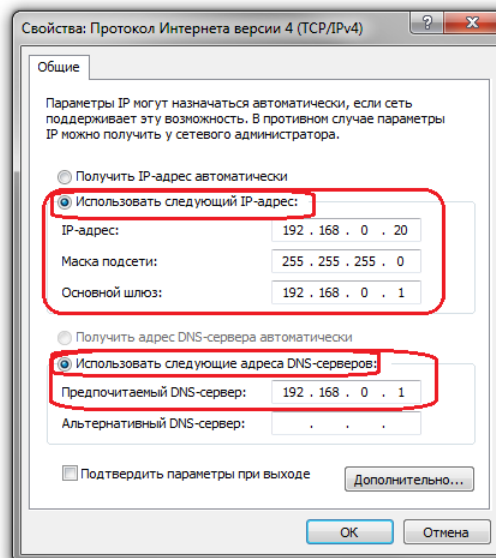 Свойства: Протокол Интернета версии 4 (TCP/IPv4)
Общие
Параметры IP могут назначаться автоматически, если сеть
поддерживает эту возможность. В противном случае параметры
IP можно получить у сетевого администратора.
Получить IP-адрес автоматически
Использовать следующий IP-адрес:
IP-адрес: 192 . 168 . 0 . 20
Маска подсети: 255 . 255 . 255 . 0
Основной шлюз: 192 . 168 . 0 . 1
Получить адрес DNS-сервера автоматически
Использовать следующие адреса DNS-серверов:
Предпочитаемый DNS-сервер: 192 . 168 . 0 . 1
Альтернативный DNS-сервер: . . .
Подтвердить параметры при выходе
Дополнительно...
ОК Отмена